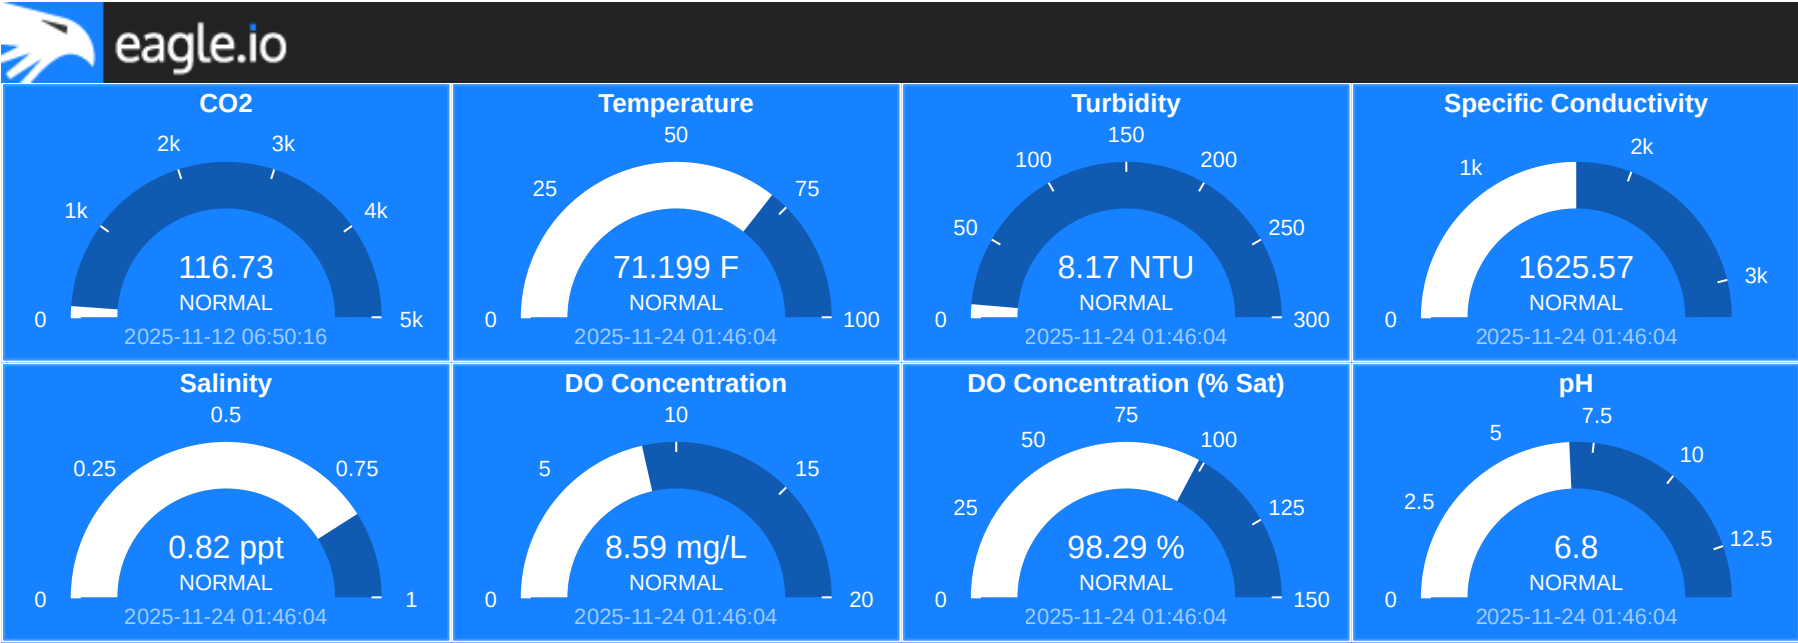 eagle.io
CO2
2k 3k
1k 4k
116.73
NORMAL
0 5k
2025-11-12 06:50:16
Temperature
50
25 75
71.199 F
NORMAL
0 100
2025-11-24 01:46:04
Turbidity
150
100 200
50 250
8.17 NTU
NORMAL
0 300
2025-11-24 01:46:04
Specific Conductivity
2k
1k
3k
1625.57
NORMAL
0
2025-11-24 01:46:04
Salinity
0.5
0.25 0.75
0.82 ppt
NORMAL
0 1
2025-11-24 01:46:04
DO Concentration
10
5 15
8.59 mg/L
NORMAL
0 20
2025-11-24 01:46:04
DO Concentration (% Sat)
75
50 100
25 125
98.29 %
NORMAL
0 150
2025-11-24 01:46:04
pH
7.5
5
10
2.5
12.5
6.8
NORMAL
0
2025-11-24 01:46:04